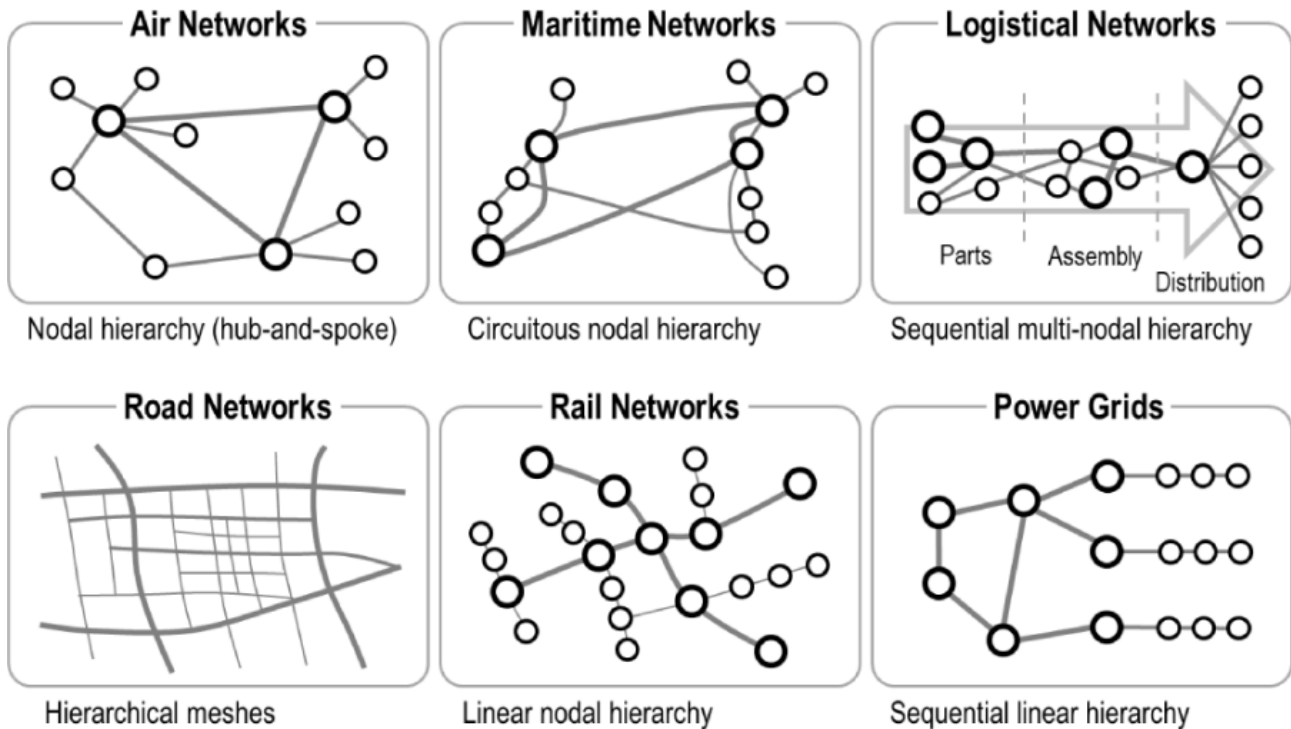 Air Networks
Maritime Networks
Logistical Networks
Parts
Assembly
Distribution
Nodal hierarchy (hub-and-spoke)
Circuitous nodal hierarchy
Sequential multi-nodal hierarchy
Road Networks
Rail Networks
Power Grids
Hierarchical meshes
Linear nodal hierarchy
Sequential linear hierarchy